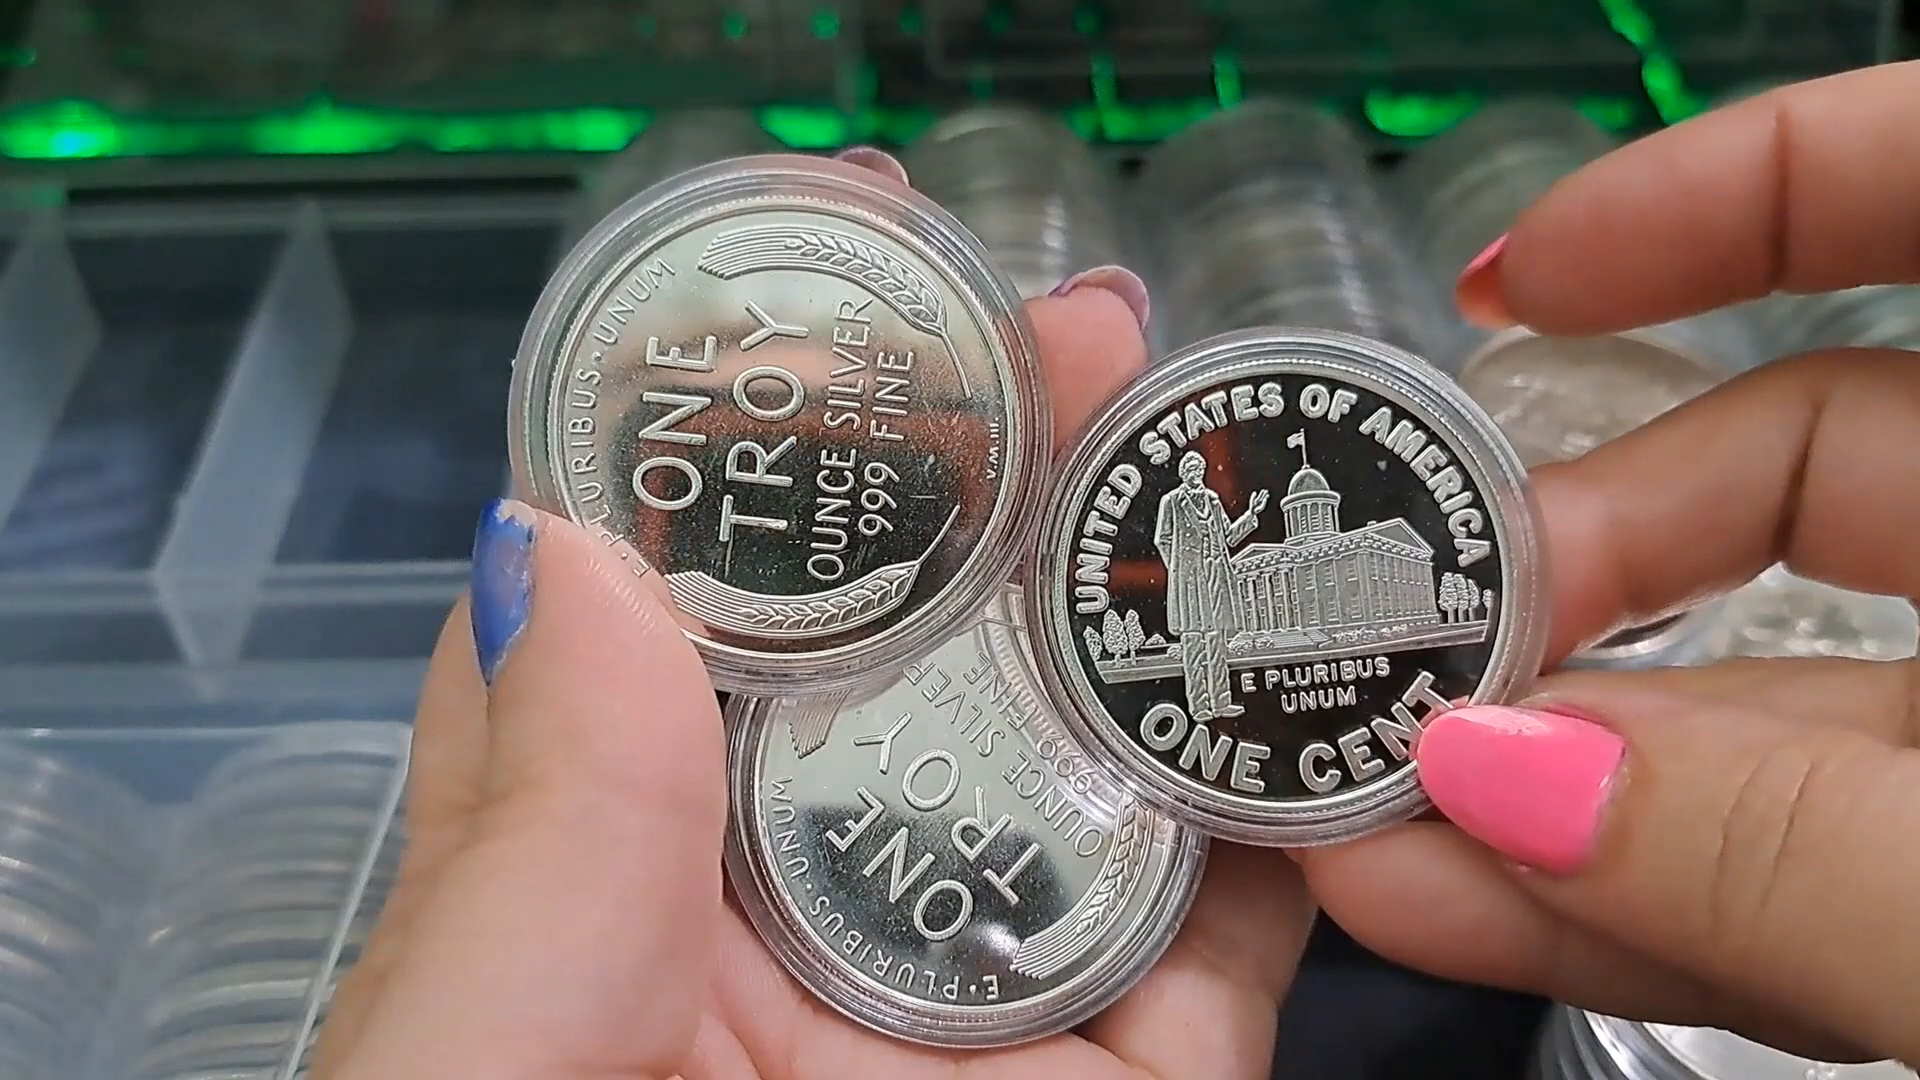 E·PLURIBUS·UNUM
ONE
TROY
OUNCE SILVER
999 FINE
UNITED STATES OF AMERICA
E PLURIBUS
UNUM
ONE CENT
E·PLURIBUS·UNUM
ONE
TROY
OUNCE SILVER
999 FINE